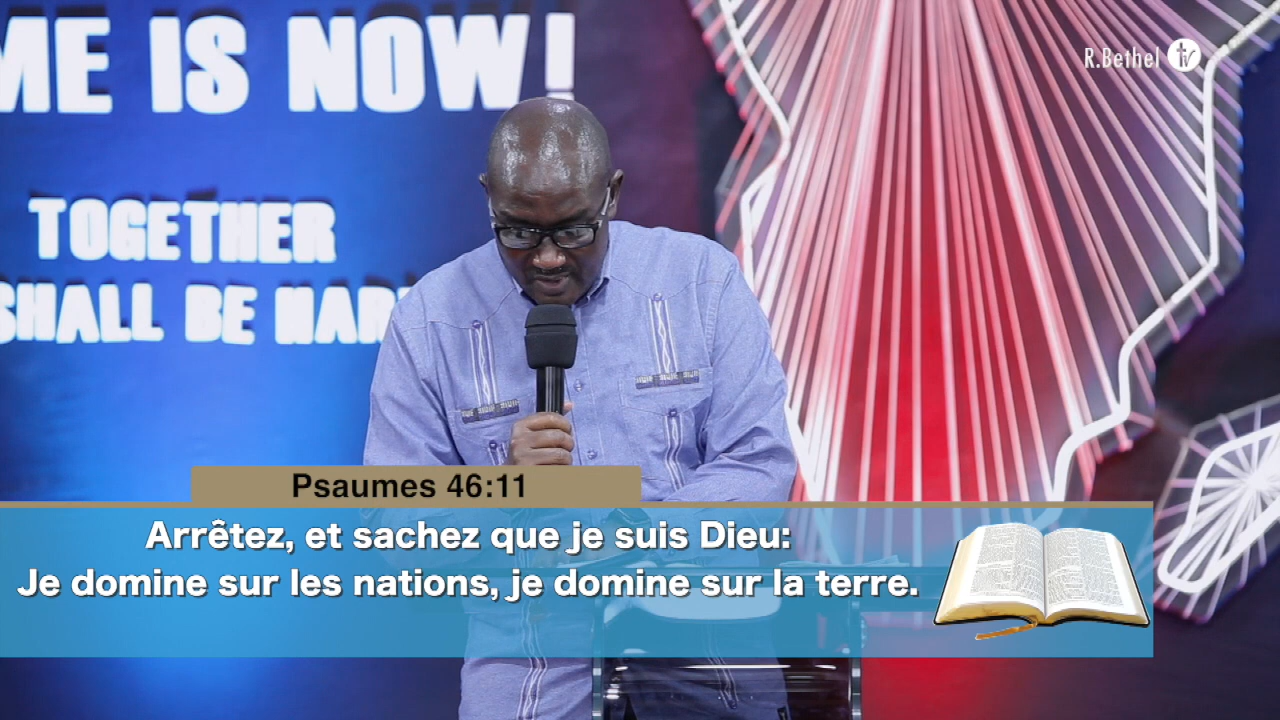 ME IS NOW!
TOGETHER
SHALL BE
R.Bethel tv
Psaumes 46:11
Arrêtez, et sachez que je suis Dieu:
Je domine sur les nations, je domine sur la terre.